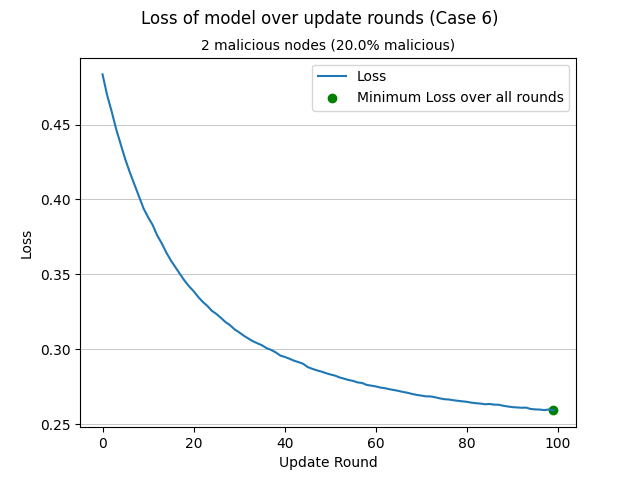 Loss of model over update rounds (Case 6)
2 malicious nodes (20.0% malicious)
Loss
Minimum Loss over all rounds
0.45
0.40
0.35
0.30
0.25
Loss
0 20 40 60 80 100
Update Round